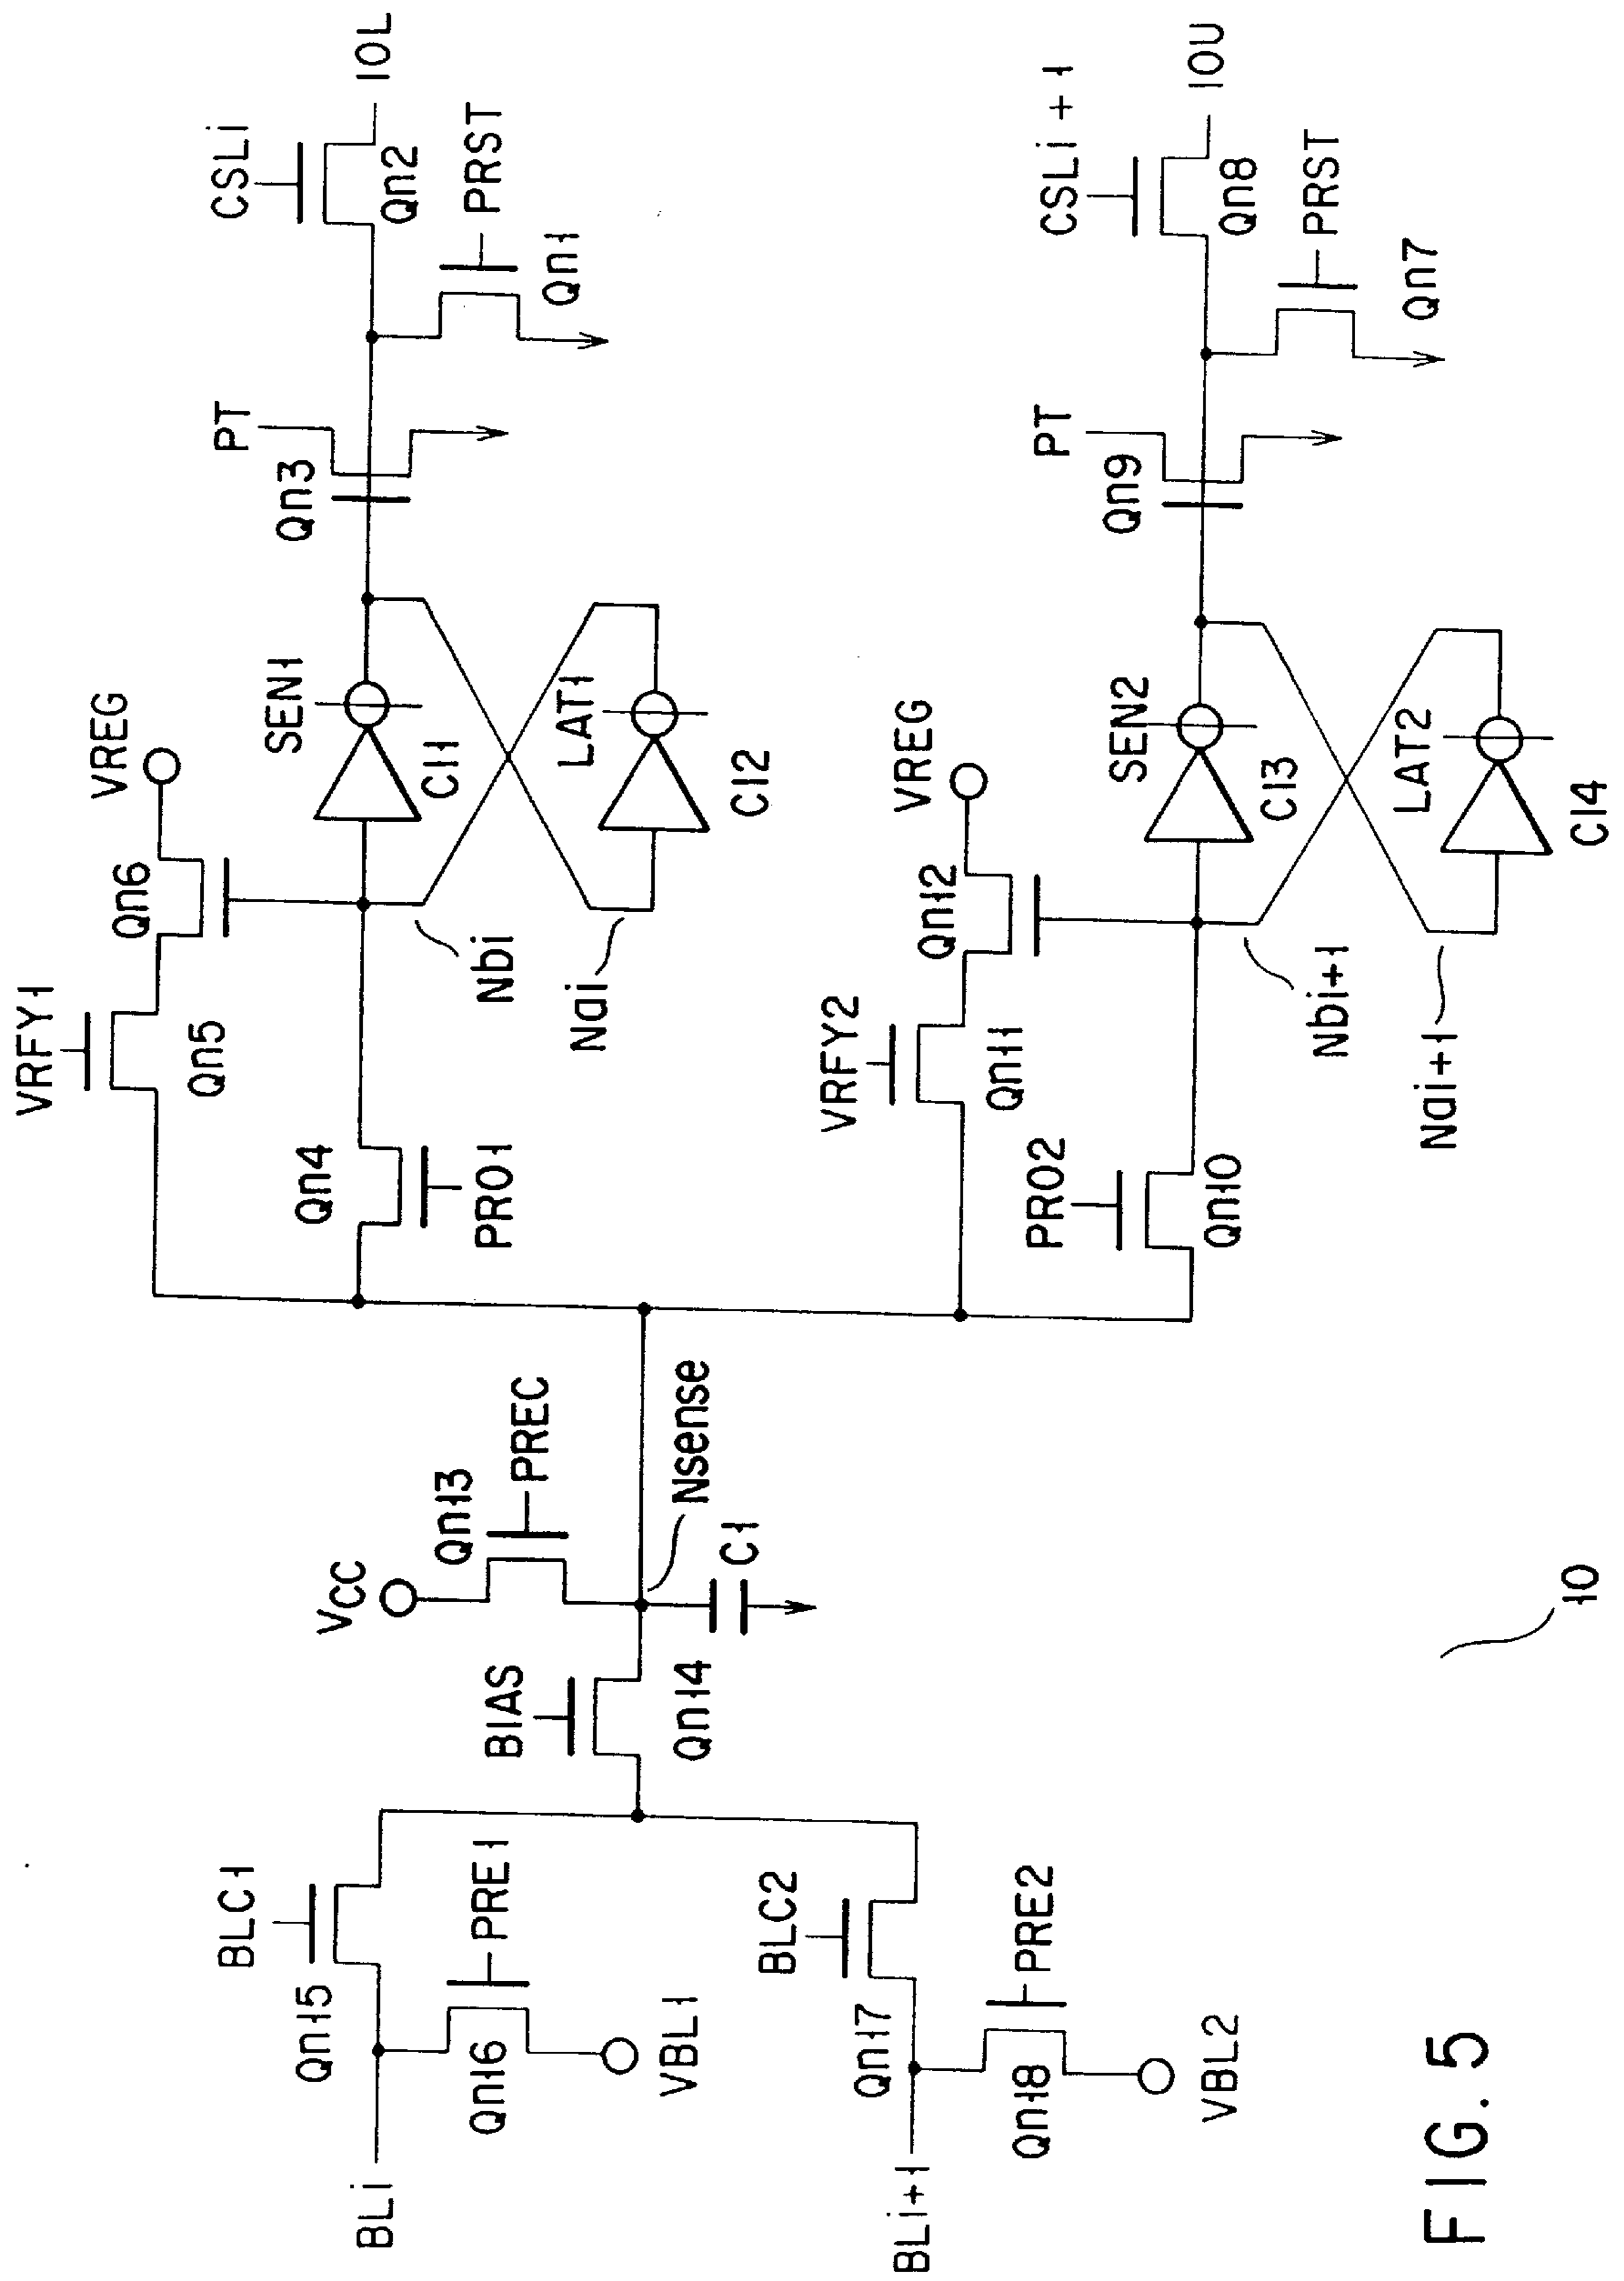 VRFY1
Qn5
Qn6
VREG
SEN1
CI1
PT
Qn3
CSLi
Qn2
IOL
PRST
Qn1
Qn4
PRO1
Nbi
Nai
LAT1
CI2
VRFY2
Qn11
Qn12
VREG
SEN2
CI3
PT
Qn9
CSLi+1
Qn8
IOU
PRST
Qn7
PRO2
Qn10
Nbi+1
Nai+1
LAT2
CI4
BLi
BLC1
Qn15
PRE1
Qn16
VBL1
BIAS
Qn14
VCC
Qn13
PREC
Nsense
C1
BLi+1
BLC2
Qn17
PRE2
Qn18
VBL2
10
FIG. 5